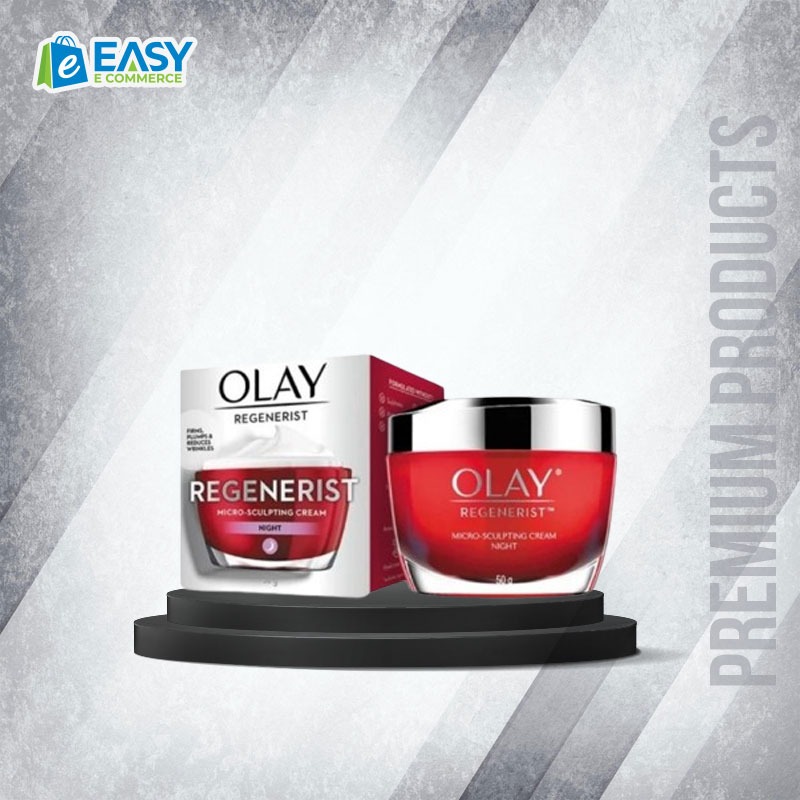 EASY
E COMMERCE
PREMIUM PRODUCTS
OLAY
REGENERIST
FIRMS,
PLUMPS &
REDUCES
WRINKLES
REGENERIST
MICRO-SCULPTING CREAM
NIGHT
OLAY®
REGENERIST™
MICRO-SCULPTING CREAM
NIGHT
50 g